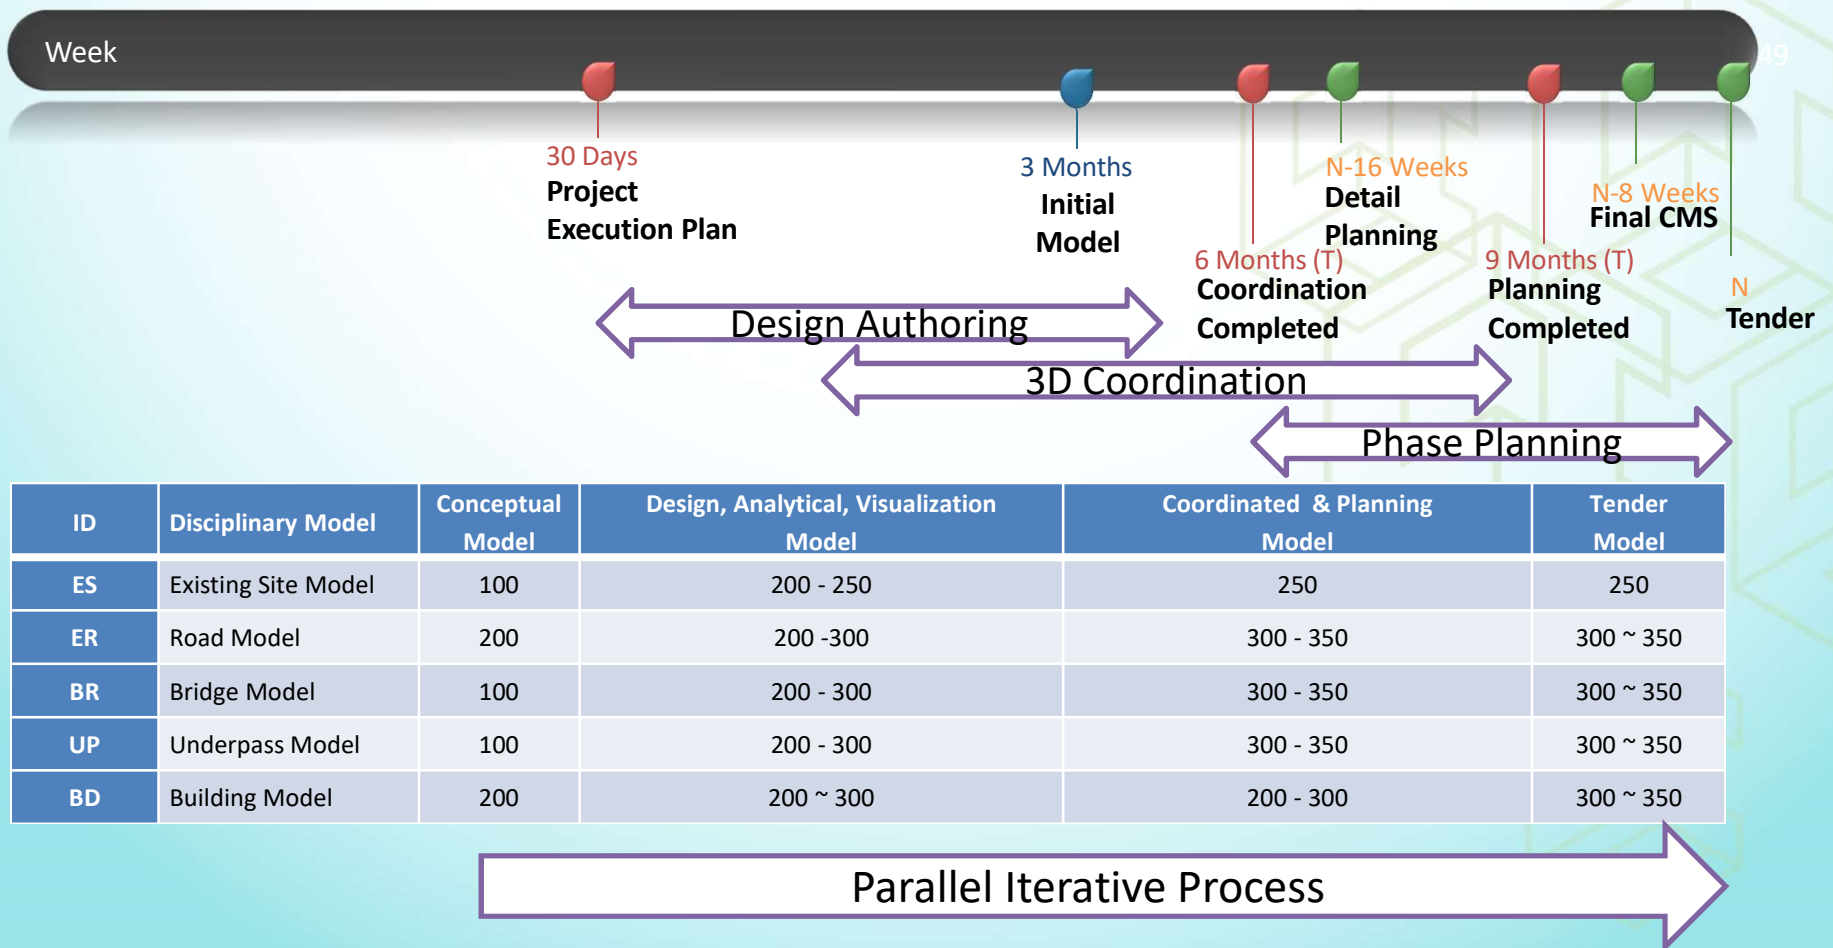 Week
49
30 Days
Project
Execution Plan
3 Months
Initial
Model
N-16 Weeks
Detail
Planning
N-8 Weeks
Final CMS
6 Months (T)
Coordination
Completed
9 Months (T)
Planning
Completed
N
Tender
Design Authoring
3D Coordination
Phase Planning
ID Disciplinary Model Conceptual Model Design, Analytical, Visualization Model Coordinated & Planning Model Tender Model
ES Existing Site Model 100 200 - 250 250 250
ER Road Model 200 200 -300 300 - 350 300 ~ 350
BR Bridge Model 100 200 - 300 300 - 350 300 ~ 350
UP Underpass Model 100 200 - 300 300 - 350 300 ~ 350
BD Building Model 200 200 ~ 300 200 - 300 300 ~ 350
Parallel Iterative Process